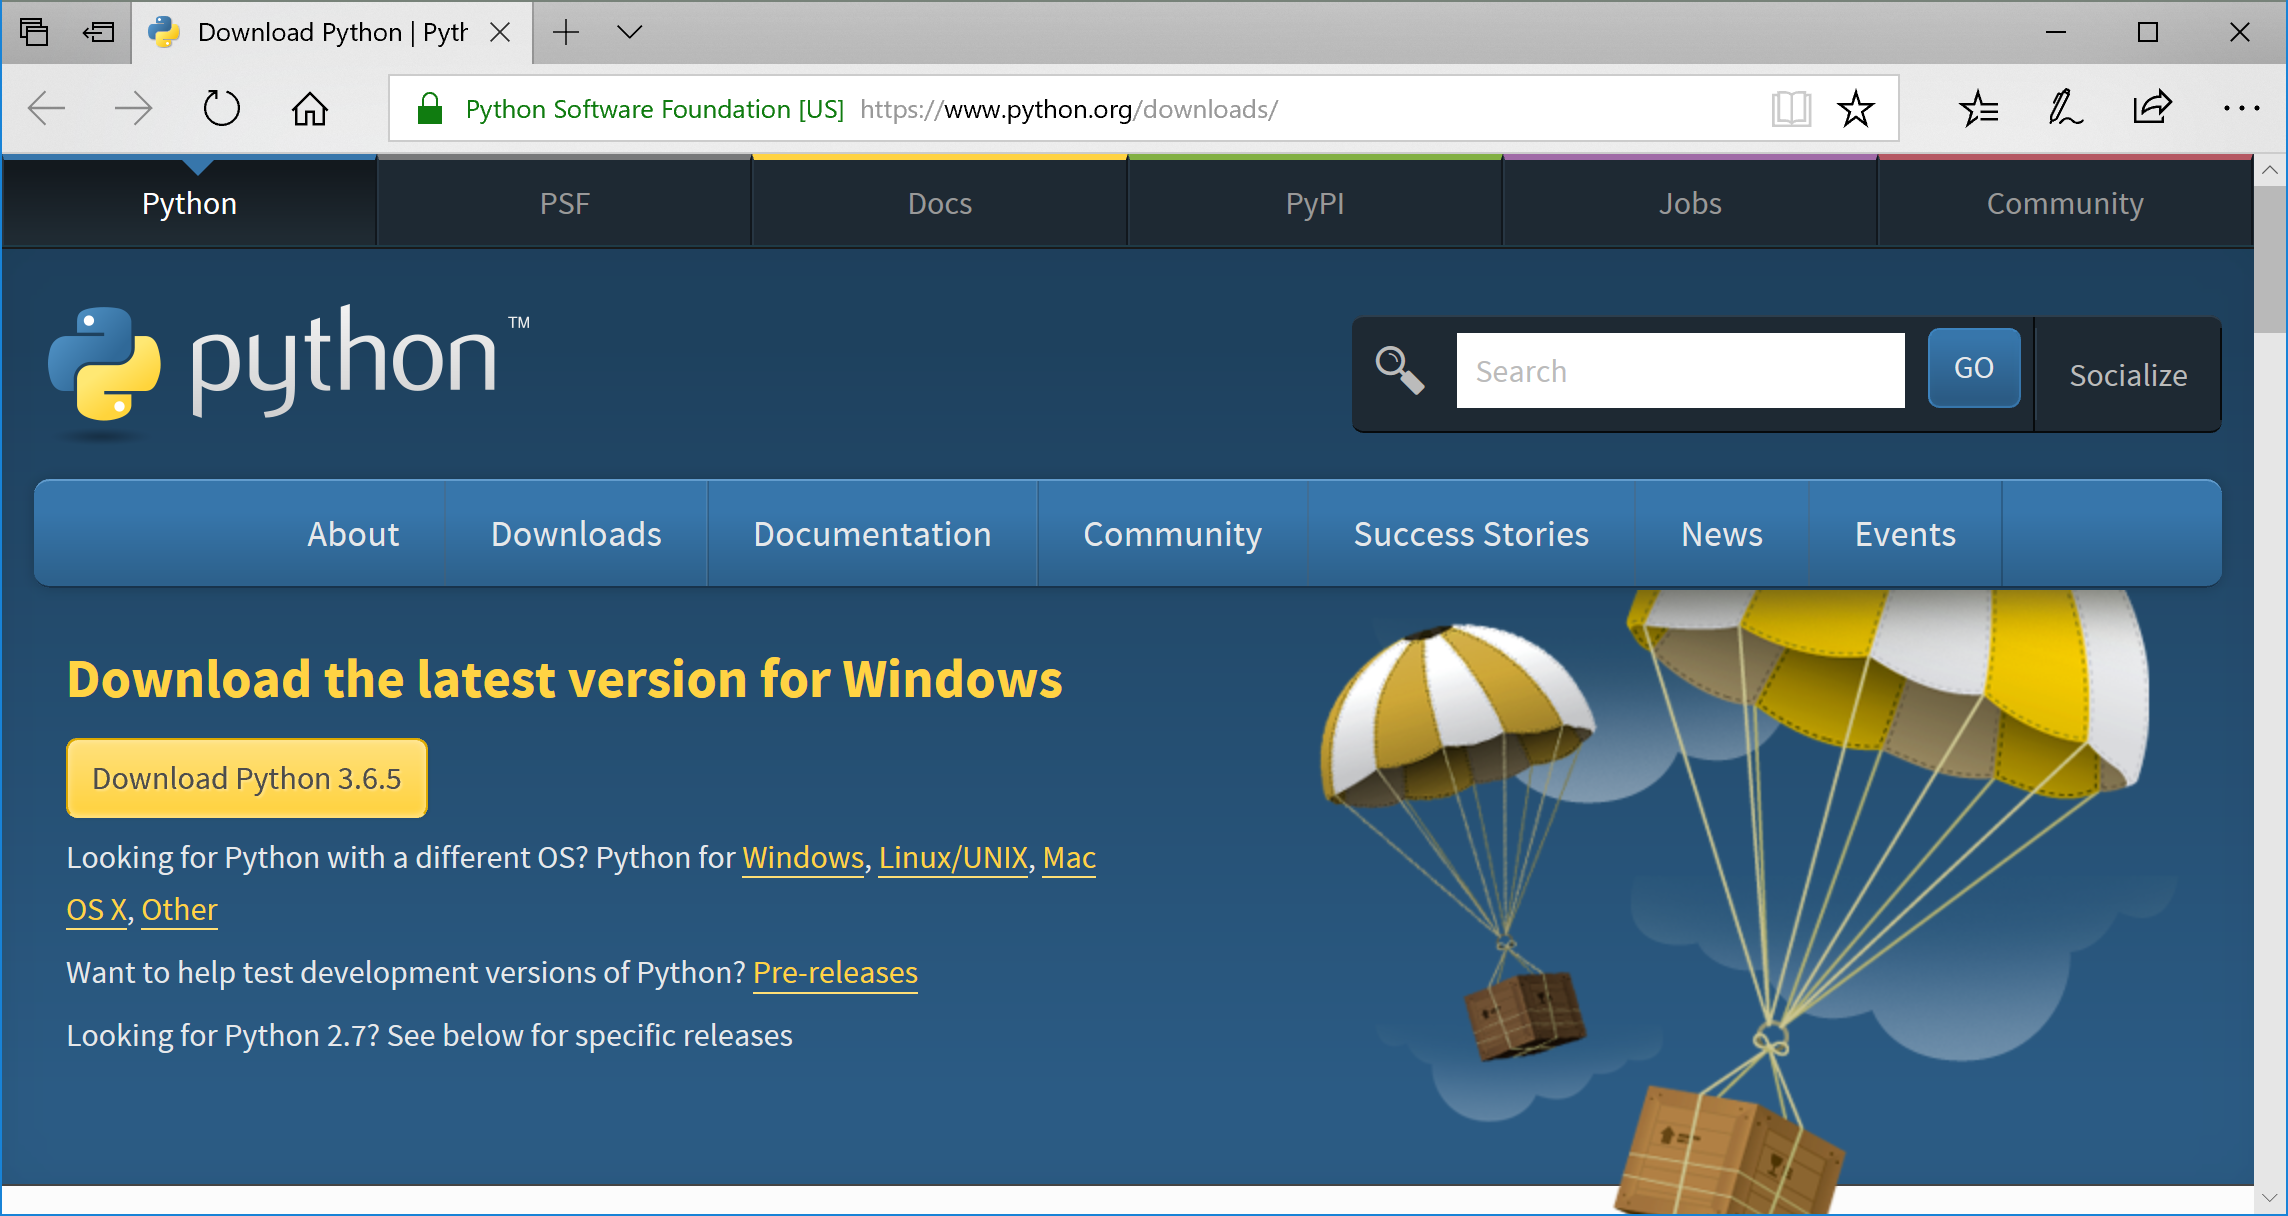 Download Python | Pyth
Python Software Foundation [US] https://www.python.org/downloads/
Python PSF Docs PyPI Jobs Community
python™
Search GO Socialize
About Downloads Documentation Community Success Stories News Events
Download the latest version for Windows
Download Python 3.6.5
Looking for Python with a different OS? Python for Windows, Linux/UNIX, Mac
OS X, Other
Want to help test development versions of Python? Pre-releases
Looking for Python 2.7? See below for specific releases